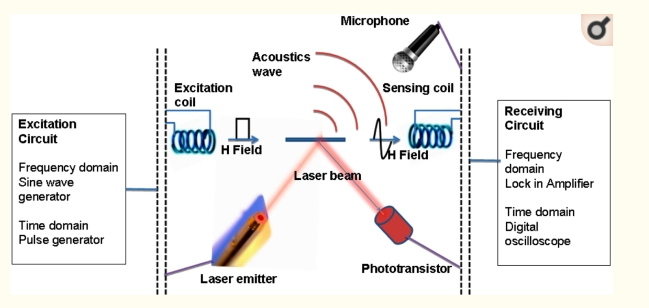 Microphone
Acoustics
wave
Excitation
coil
Sensing coil
Excitation
Circuit
Frequency domain
Sine wave
generator
Time domain
Pulse generator
H Field
H Field
Laser beam
Receiving
Circuit
Frequency
domain
Lock in Amplifier
Time domain
Digital
oscilloscope
Laser emitter
Phototransistor